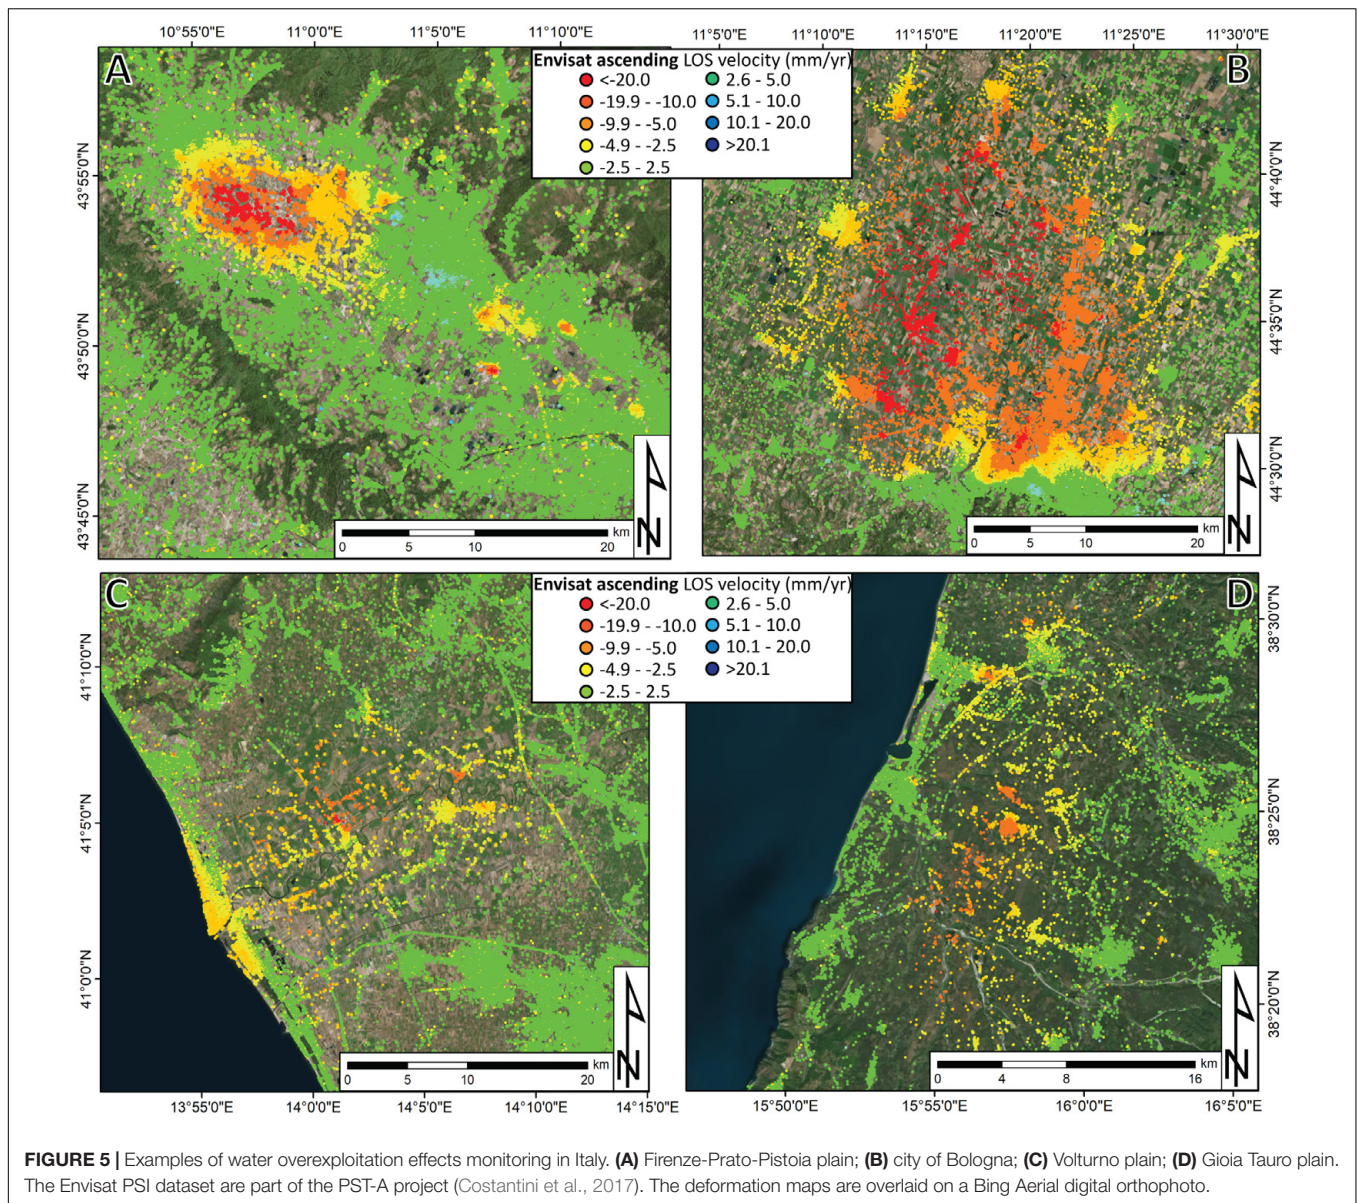 10°55'0"E 11°0'0"E 11°5'0"E 11°10'0"E 11°5'0"E 11°10'0"E 11°15'0"E 11°20'0"E 11°25'0"E 11°30'0"E
A
B
Envisat ascending LOS velocity (mm/yr)
<-20.0 2.6 - 5.0
-19.9 - -10.0 5.1 - 10.0
-9.9 - -5.0 10.1 - 20.0
-4.9 - -2.5 >20.1
-2.5 - 2.5
43°55'0"N
43°50'0"N
43°45'0"N
44°40'0"N
44°35'0"N
44°30'0"N
km
0 5 10 20
N
km
0 5 10 20
N
C
D
Envisat ascending LOS velocity (mm/yr)
<-20.0 2.6 - 5.0
-19.9 - -10.0 5.1 - 10.0
-9.9 - -5.0 10.1 - 20.0
-4.9 - -2.5 >20.1
-2.5 - 2.5
41°10'0"N
41°50'0"N
41°0'0"N
38°30'0"N
38°25'0"N
38°20'0"N
km
0 5 10 20
N
km
0 4 8 16
N
13°55'0"E 14°0'0"E 14°5'0"E 14°10'0"E 14°15'0"E 15°50'0"E 15°55'0"E 16°0'0"E 16°5'0"E
FIGURE 5 | Examples of water overexploitation effects monitoring in Italy. (A) Firenze-Prato-Pistoia plain; (B) city of Bologna; (C) Volturno plain; (D) Gioia Tauro plain.
The Envisat PSI dataset are part of the PST-A project (Costantini et al., 2017). The deformation maps are overlaid on a Bing Aerial digital orthophoto.